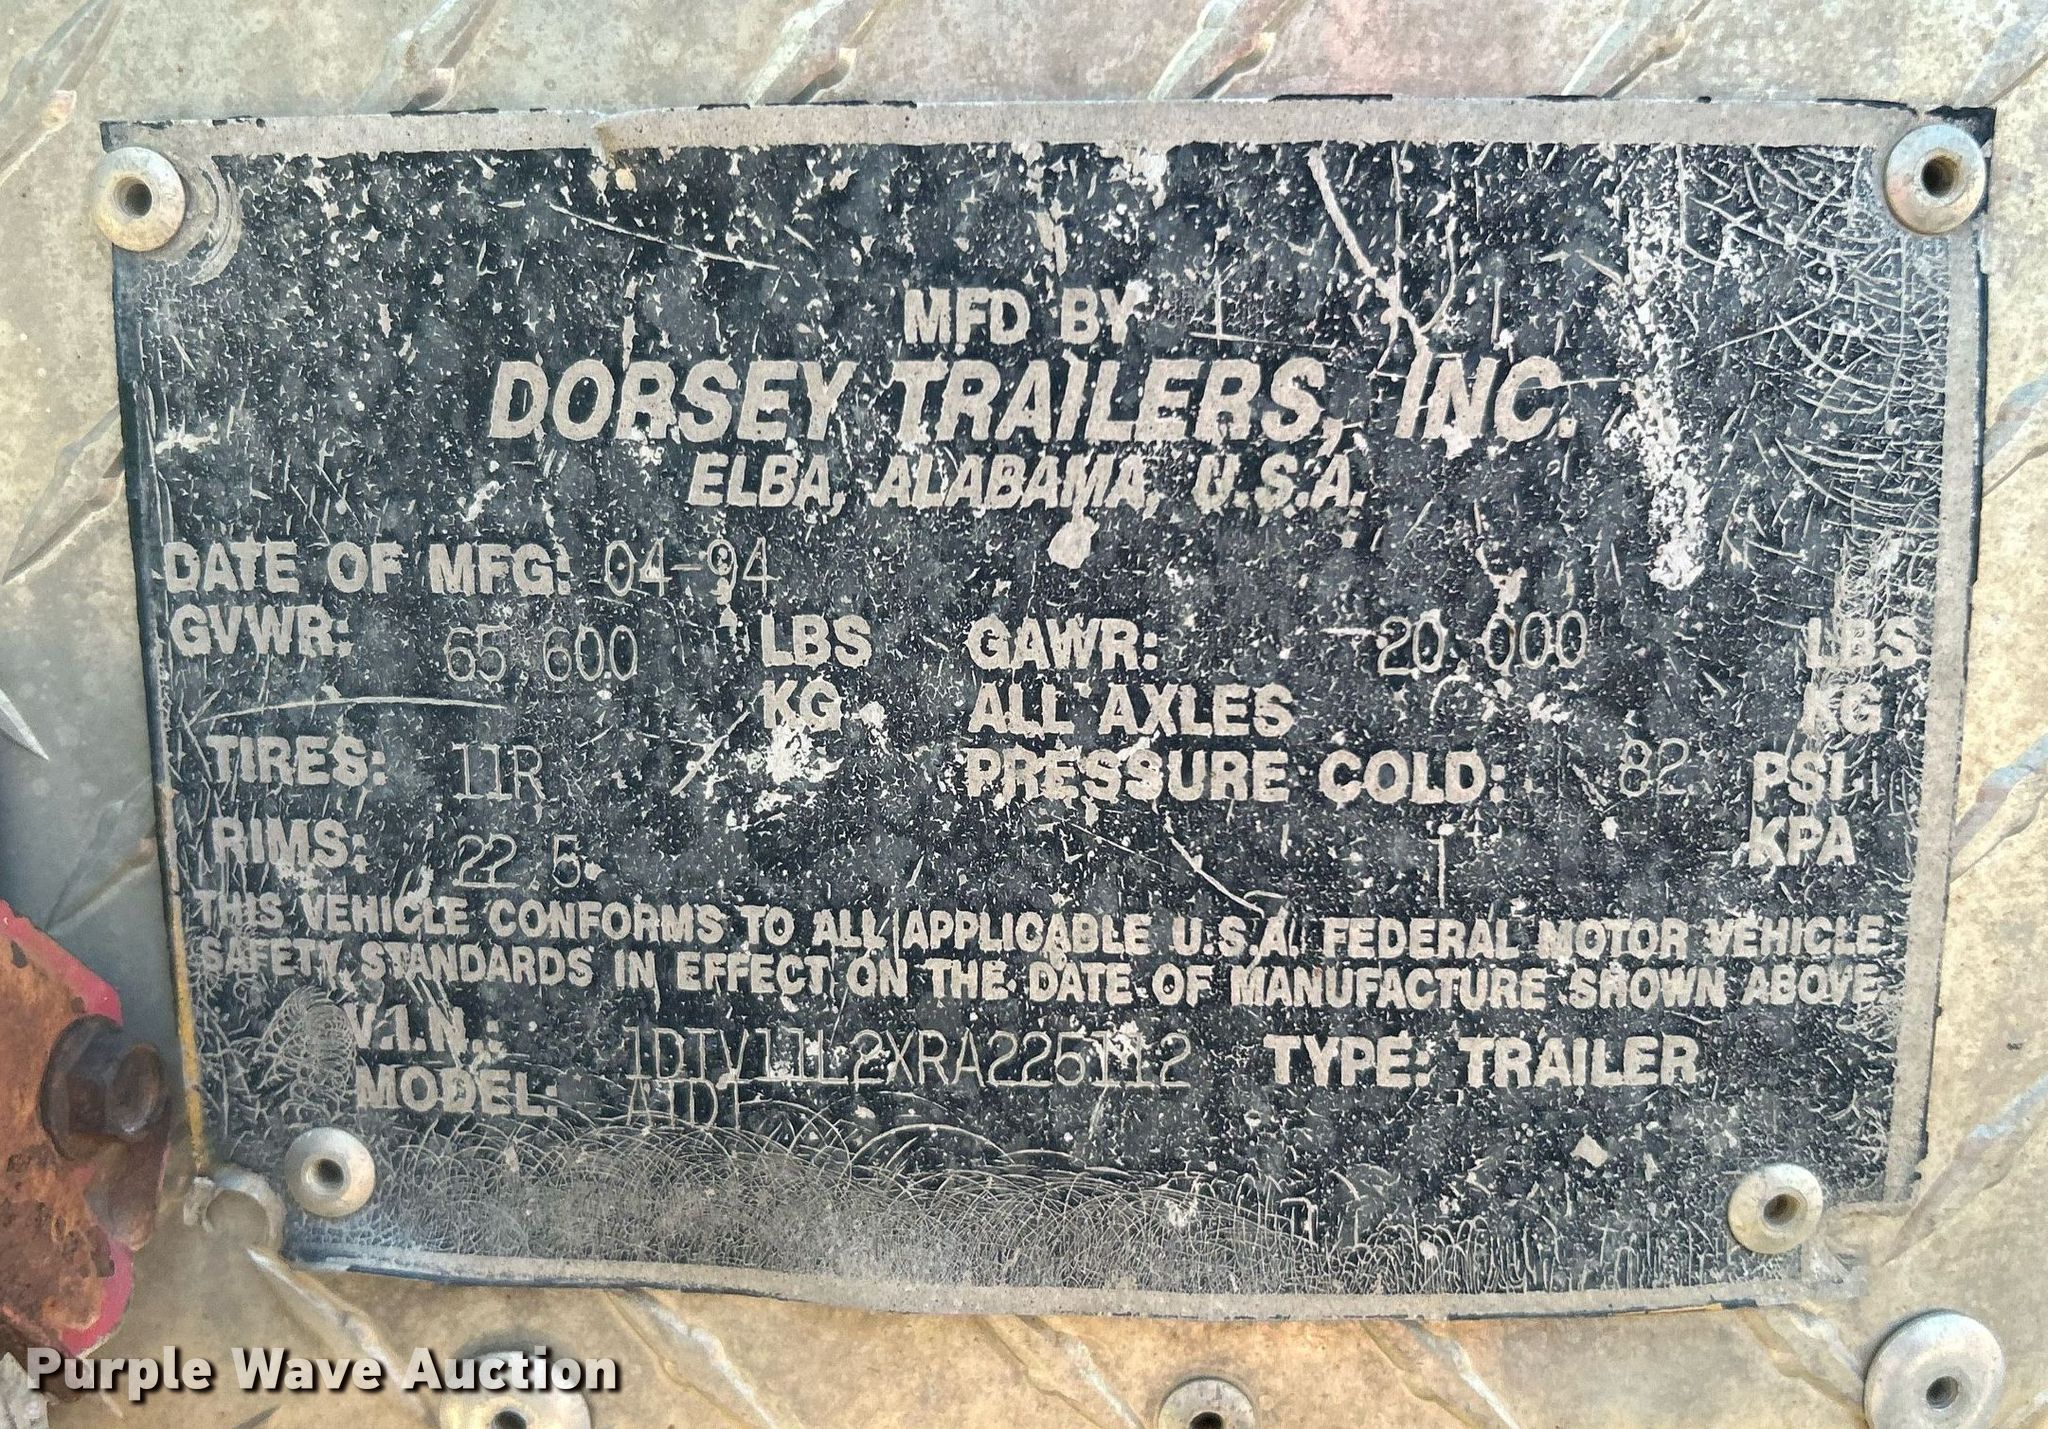 MFD BY
DORSEY TRAILERS, INC.
ELBA, ALABAMA, U.S.A.
DATE OF MFG: 04-94
GVWR: 65 600 LBS GAWR: 20 000 LBS
KG ALL AXLES KG
TIRES: 11R PRESSURE COLD: 82 PSI
RIMS: 22.5 KPA
THIS VEHICLE CONFORMS TO ALL APPLICABLE U.S.A. FEDERAL MOTOR VEHICLE
SAFETY STANDARDS IN EFFECT ON THE DATE OF MANUFACTURE SHOWN ABOVE.
V.I.N.: 1DTV11L2XRA225112 TYPE: TRAILER
MODEL:
Purple Wave Auction